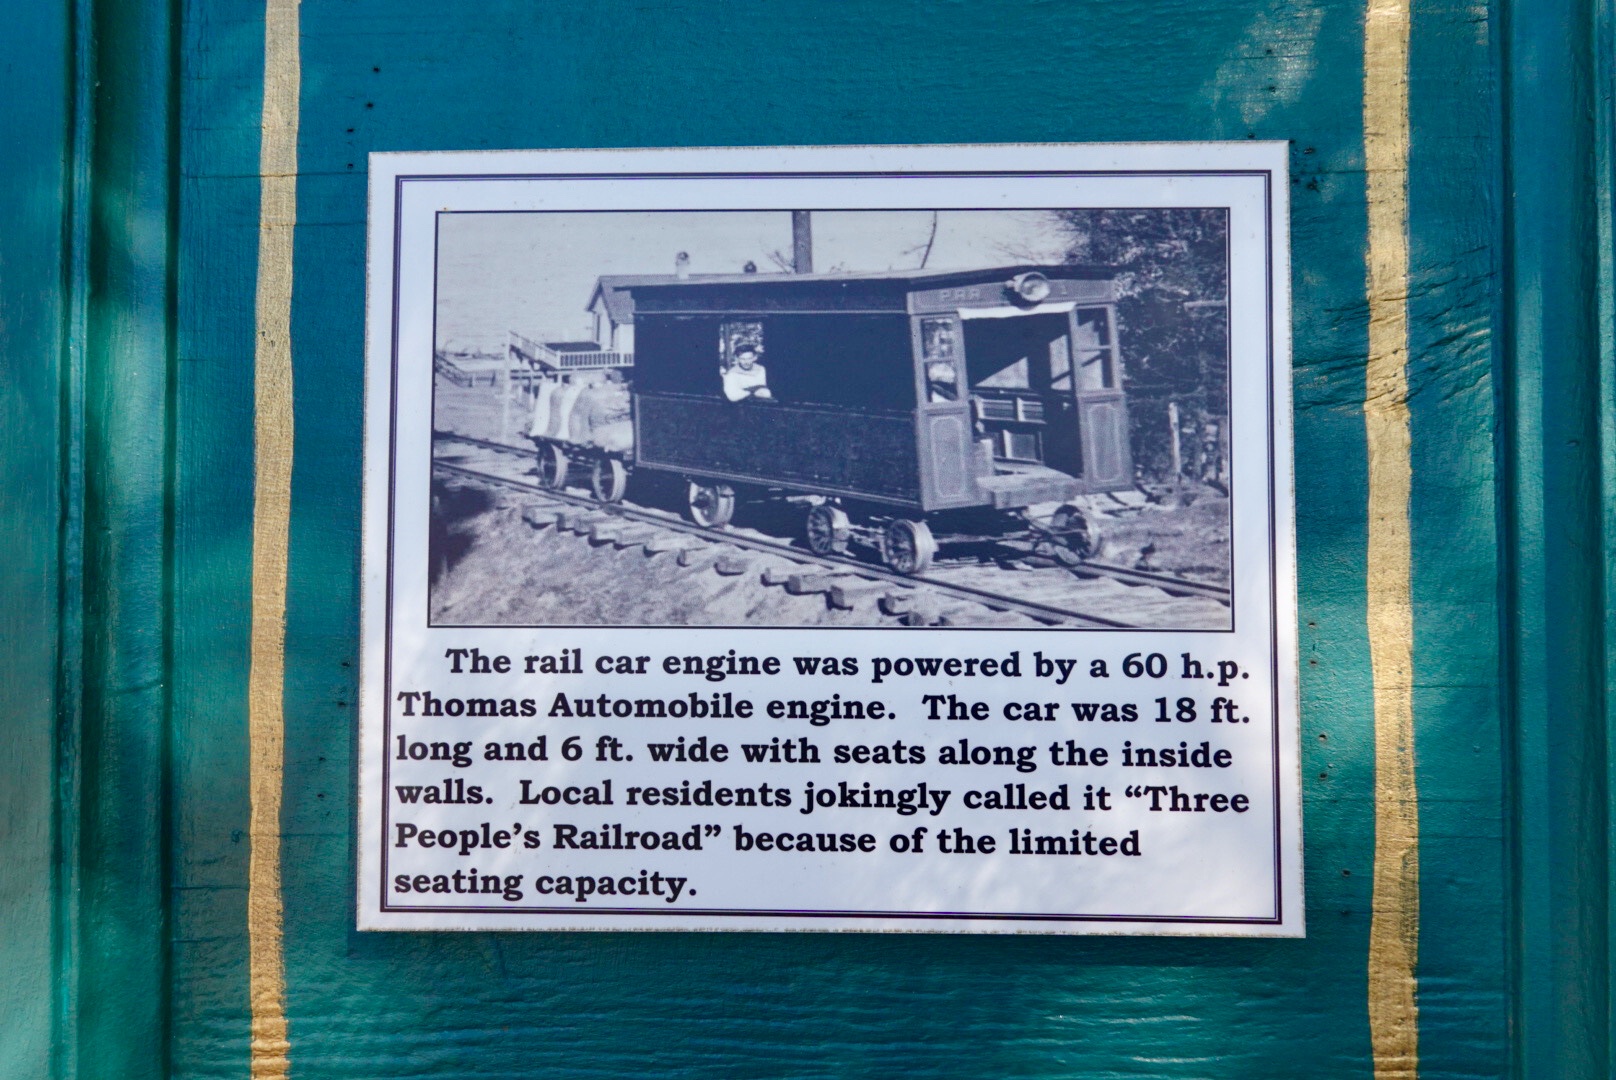 PRR
The rail car engine was powered by a 60 h.p.
Thomas Automobile engine.  The car was 18 ft.
long and 6 ft. wide with seats along the inside
walls.  Local residents jokingly called it “Three
People’s Railroad” because of the limited
seating capacity.